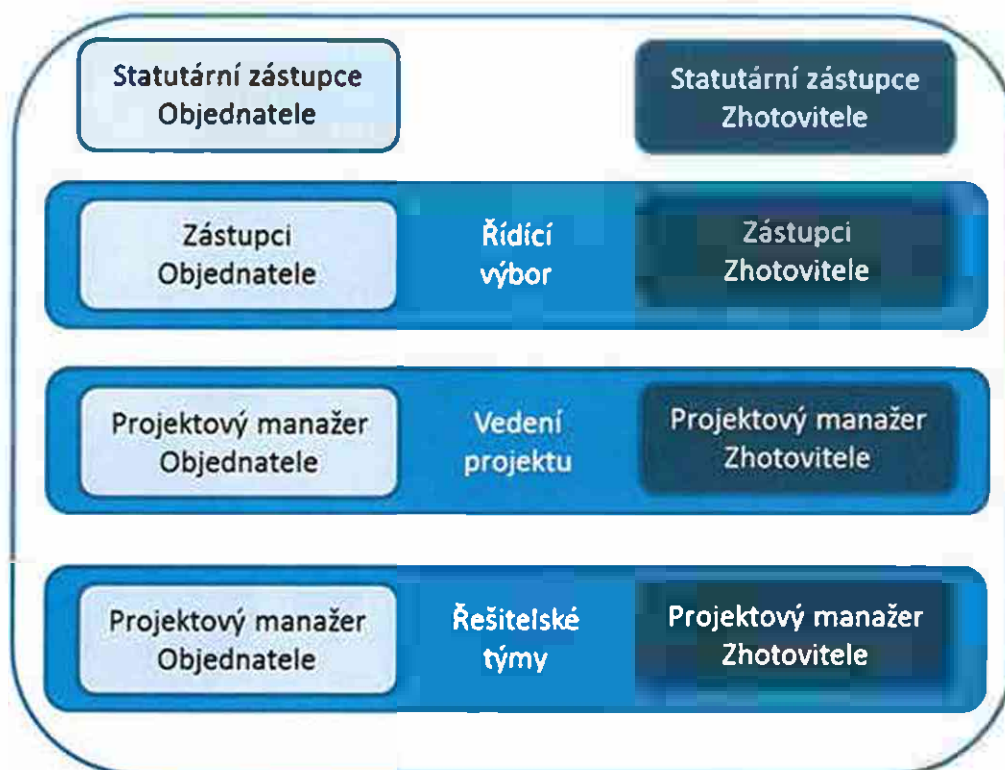 Statutární zástupce
Objednatele
Statutární zástupce
Zhotovitele
Zástupci
Objednatele
Řídící
výbor
Zástupci
Zhotovitele
Projektový manažer
Objednatele
Vedení
projektu
Projektový manažer
Zhotovitele
Projektový manažer
Objednatele
Řešitelské
týmy
Projektový manažer
Zhotovitele